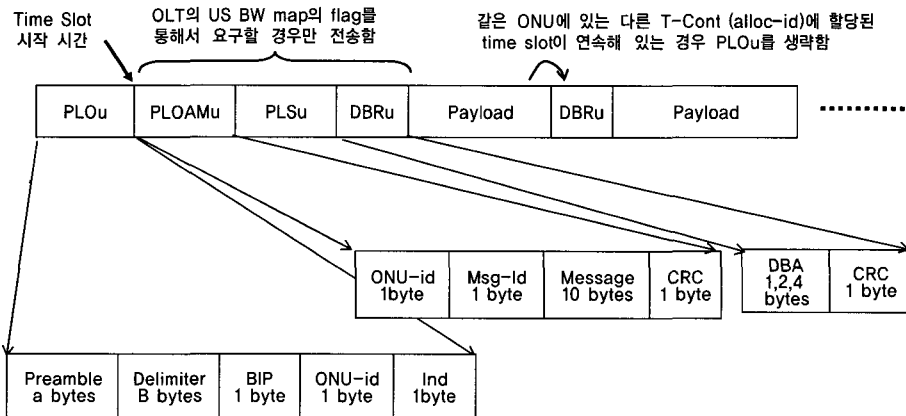 Time Slot
시작 시간
OLT의 US BW map의 flag를
통해서 요구할 경우만 전송함
같은 ONU에 있는 다른 T-Cont (alloc-id)에 할당된
time slot이 연속해 있는 경우 PLOu를 생략함
PLOu
PLOAMu
PLSu
DBRu
Payload
DBRu
Payload
ONU-id
1byte
Msg-Id
1 byte
Message
10 bytes
CRC
1 byte
DBA
1,2,4
bytes
CRC
1 byte
Preamble
a bytes
Delimiter
B bytes
BIP
1 byte
ONU-id
1 byte
Ind
1byte